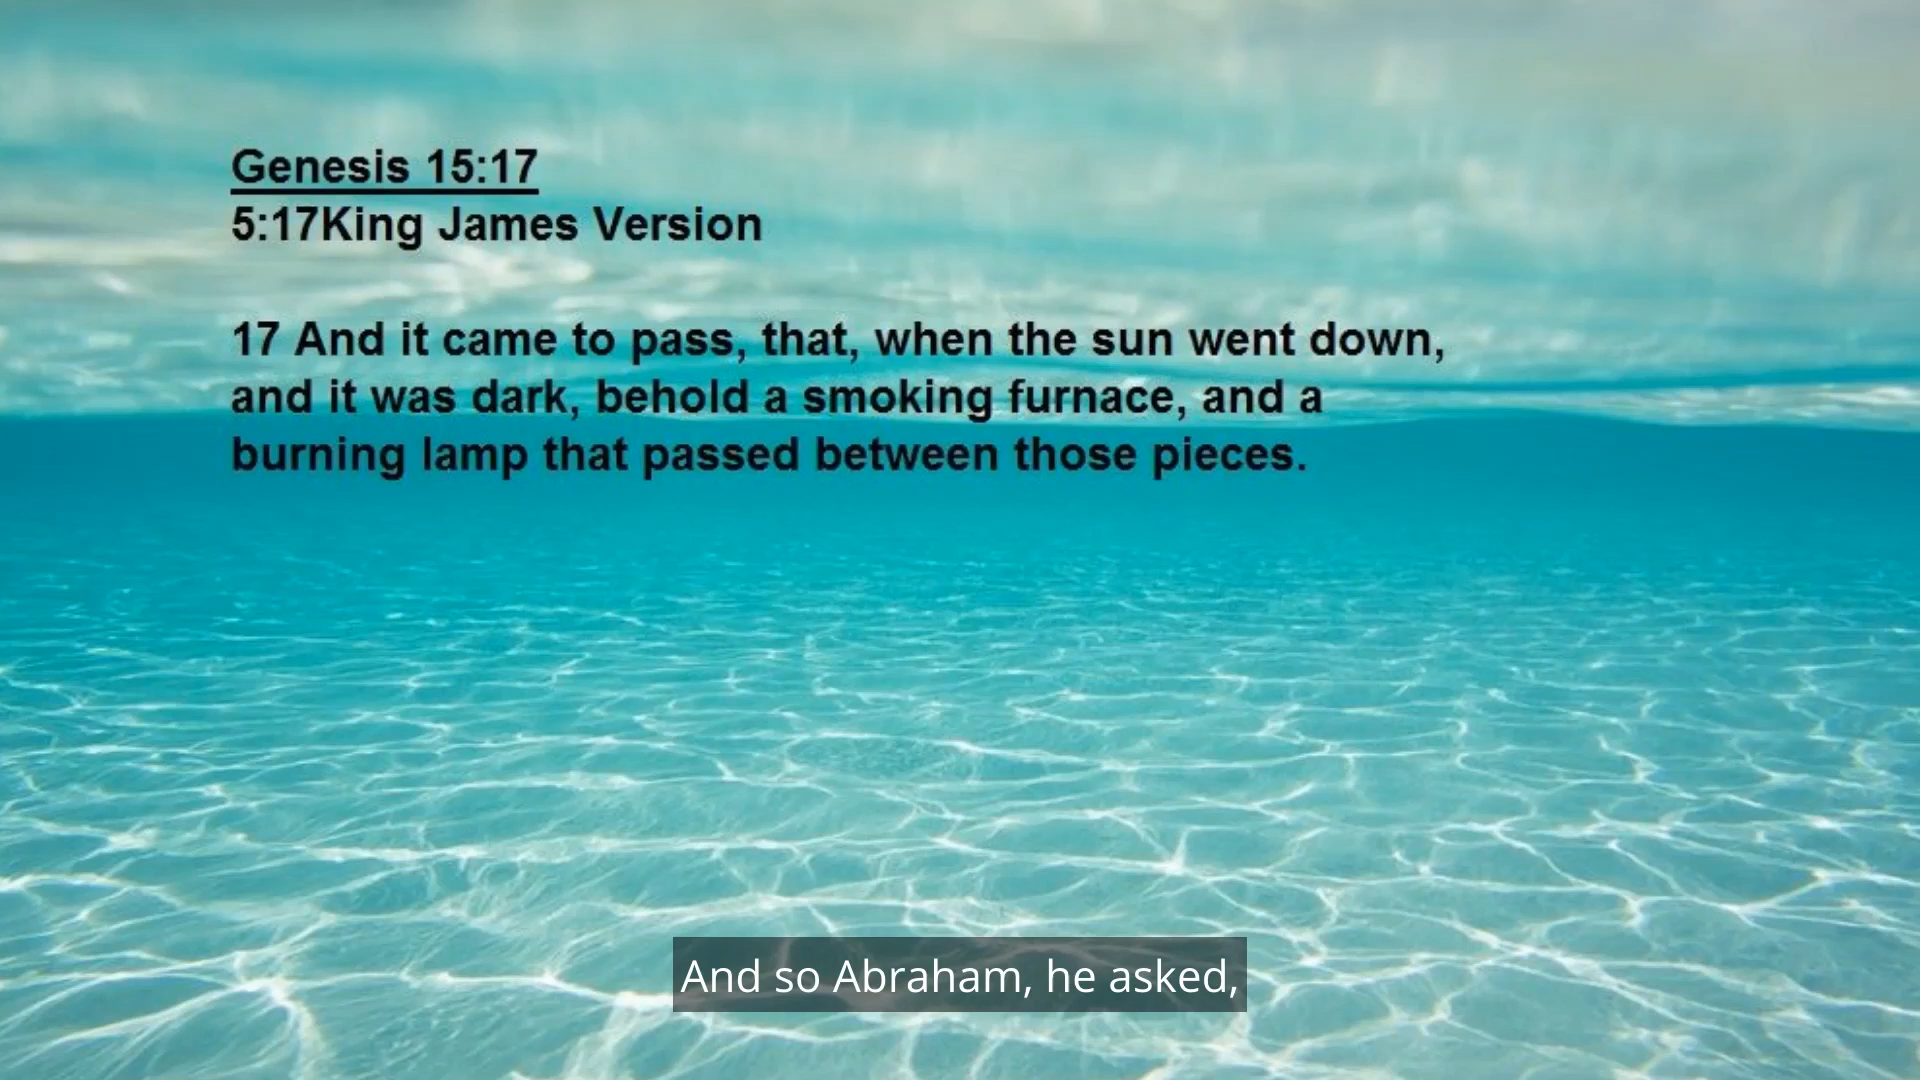 Genesis 15:17
5:17King James Version
17 And it came to pass, that, when the sun went down,
and it was dark, behold a smoking furnace, and a
burning lamp that passed between those pieces.
And so Abraham, he asked,